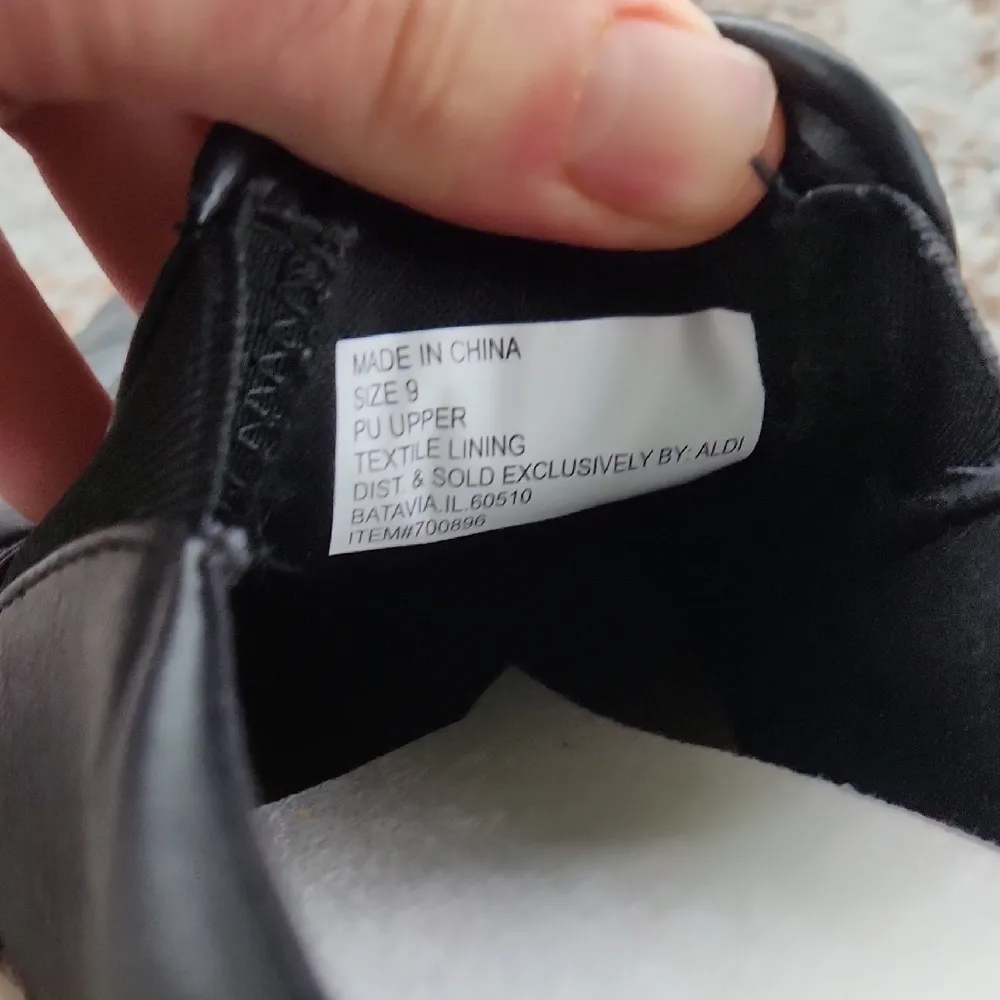 MADE IN CHINA
SIZE 9
PU UPPER
TEXTILE LINING
DIST. & SOLD EXCLUSIVELY BY: ALDI
BATAVIA.IL.60510
ITEM#700896